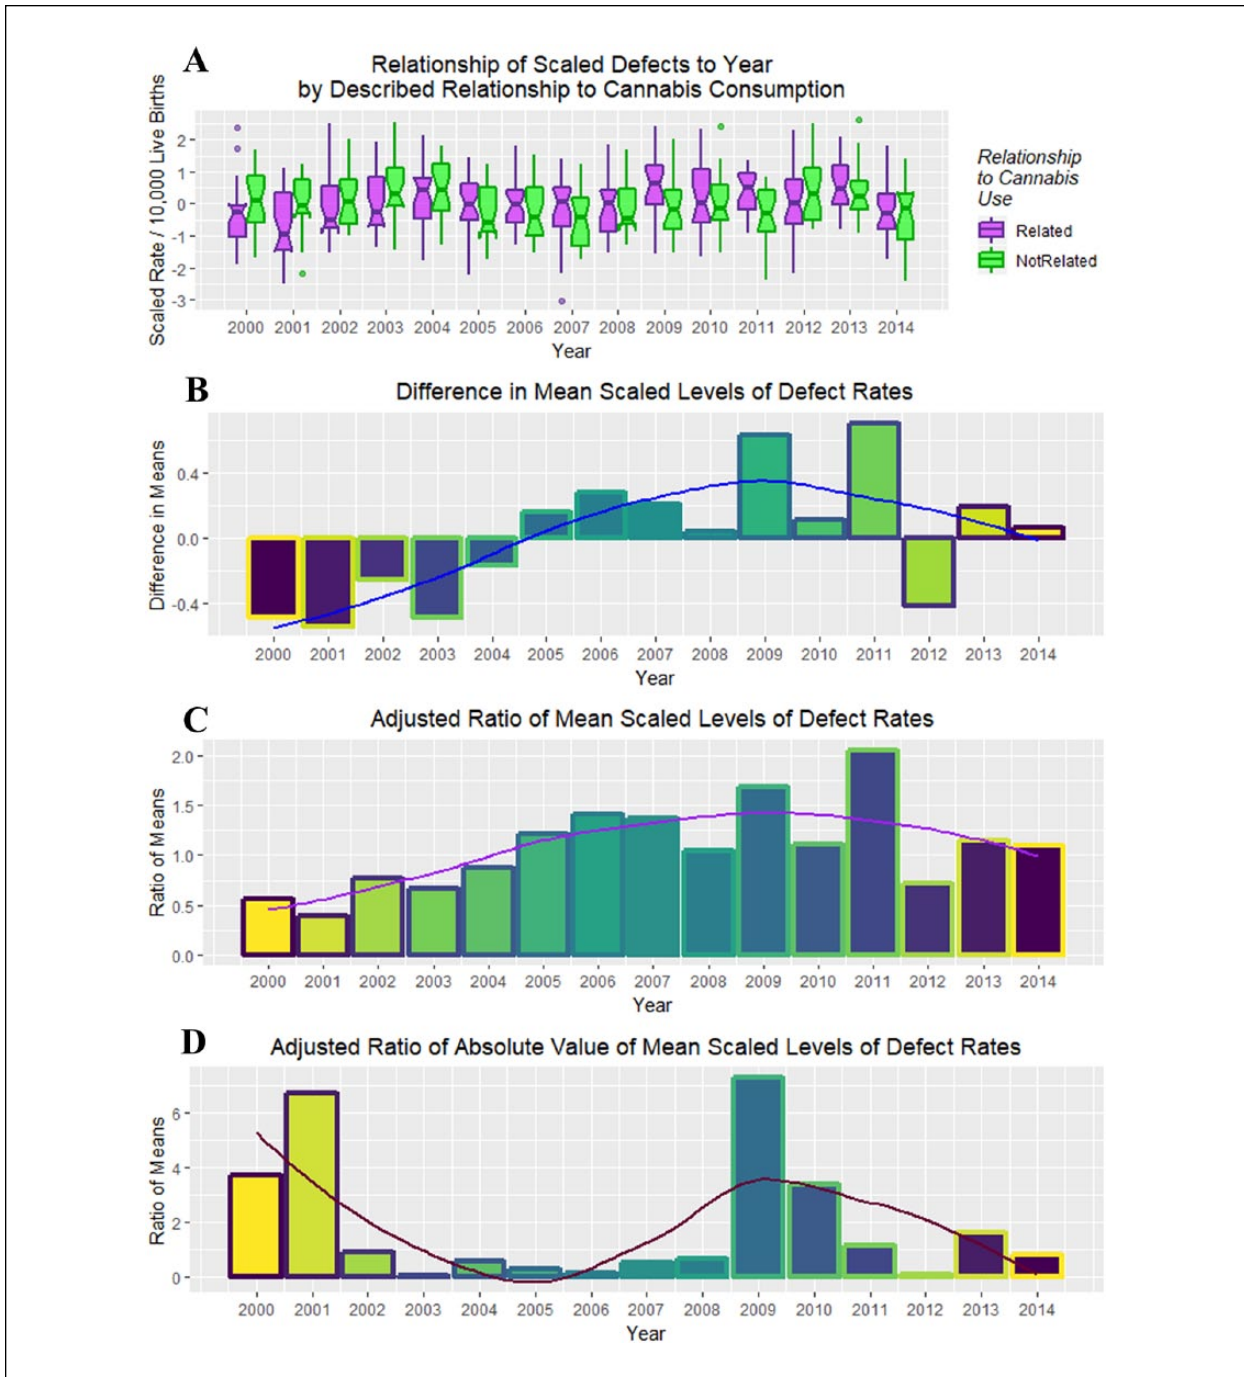 A
Relationship of Scaled Defects to Year
by Described Relationship to Cannabis Consumption
Scaled Rate / 10,000 Live Births
2
1
0
-1
-2
-3
2000 2001 2002 2003 2004 2005 2006 2007 2008 2009 2010 2011 2012 2013 2014
Year
Relationship
to Cannabis
Use
Related
NotRelated
B
Difference in Mean Scaled Levels of Defect Rates
Difference in Means
0.4
0.0
-0.4
2000 2001 2002 2003 2004 2005 2006 2007 2008 2009 2010 2011 2012 2013 2014
Year
C
Adjusted Ratio of Mean Scaled Levels of Defect Rates
Ratio of Means
2.0
1.5
1.0
0.5
0.0
2000 2001 2002 2003 2004 2005 2006 2007 2008 2009 2010 2011 2012 2013 2014
Year
D
Adjusted Ratio of Absolute Value of Mean Scaled Levels of Defect Rates
Ratio of Means
6
4
2
0
2000 2001 2002 2003 2004 2005 2006 2007 2008 2009 2010 2011 2012 2013 2014
Year